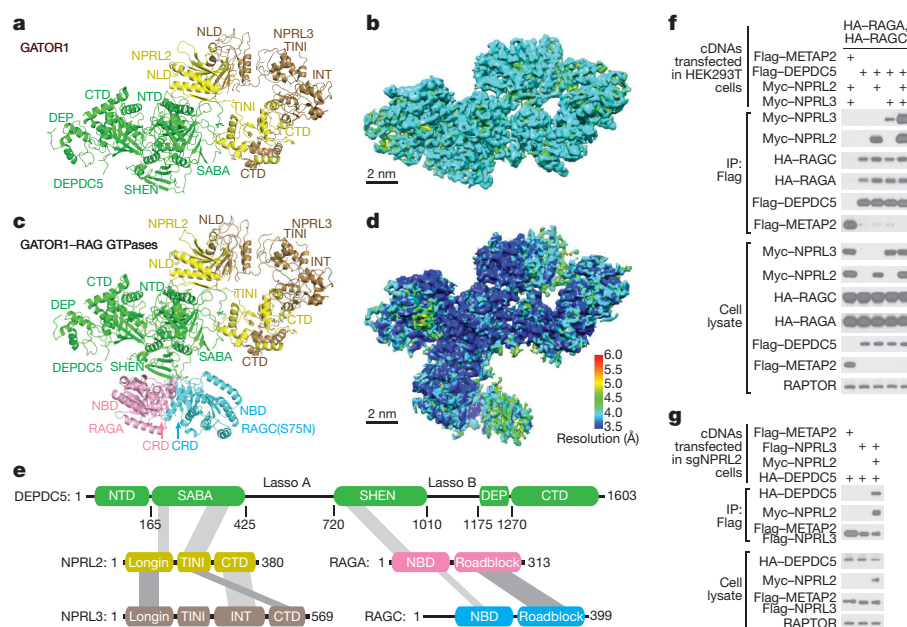 a
GATOR1
NLD
NPRL3
TINI
NPRL2
NLD
INT
CTD
NTD
DEP
TINI
CTD
SABA
DEPDC5
SHEN
CTD
b
2 nm
c
GATOR1–RAG GTPases
NPRL2
NLD
NPRL3
TINI
NLD
INT
CTD
NTD
DEP
TINI
CTD
SABA
CTD
DEPDC5
SHEN
NBD
NBD
RAGA
RAGC(S75N)
CRD
CRD
d
2 nm
6.0
5.5
5.0
4.5
4.0
3.5
Resolution (Å)
e
DEPDC5: 1
NTD
SABA
Lasso A
SHEN
Lasso B
DEP
CTD
1603
165
425
720
1010
1175
1270
NPRL2: 1
Longin
TINI
CTD
380
RAGA: 1
NBD
Roadblock
313
NPRL3: 1
Longin
TINI
INT
CTD
569
RAGC: 1
NBD
Roadblock
399
f
HA–RAGA,
HA–RAGC
cDNAs
transfected
in HEK293T
cells
Flag–METAP2 +
Flag–DEPDC5 + + + +
Myc–NPRL2 + + +
Myc–NPRL3 + + +
IP:
Flag
Myc–NPRL3
Myc–NPRL2
HA–RAGC
HA–RAGA
Flag–DEPDC5
Flag–METAP2
Cell
lysate
Myc–NPRL3
Myc–NPRL2
HA–RAGC
HA–RAGA
Flag–DEPDC5
Flag–METAP2
RAPTOR
g
cDNAs
transfected
in sgNPRL2
cells
Flag–METAP2 +
Flag–NPRL3 + +
Myc–NPRL2 +
HA–DEPDC5 + + +
IP:
Flag
HA–DEPDC5
Myc–NPRL2
Flag–METAP2
Flag–NPRL3
Cell
lysate
HA–DEPDC5
Myc–NPRL2
Flag–METAP2
Flag–NPRL3
RAPTOR